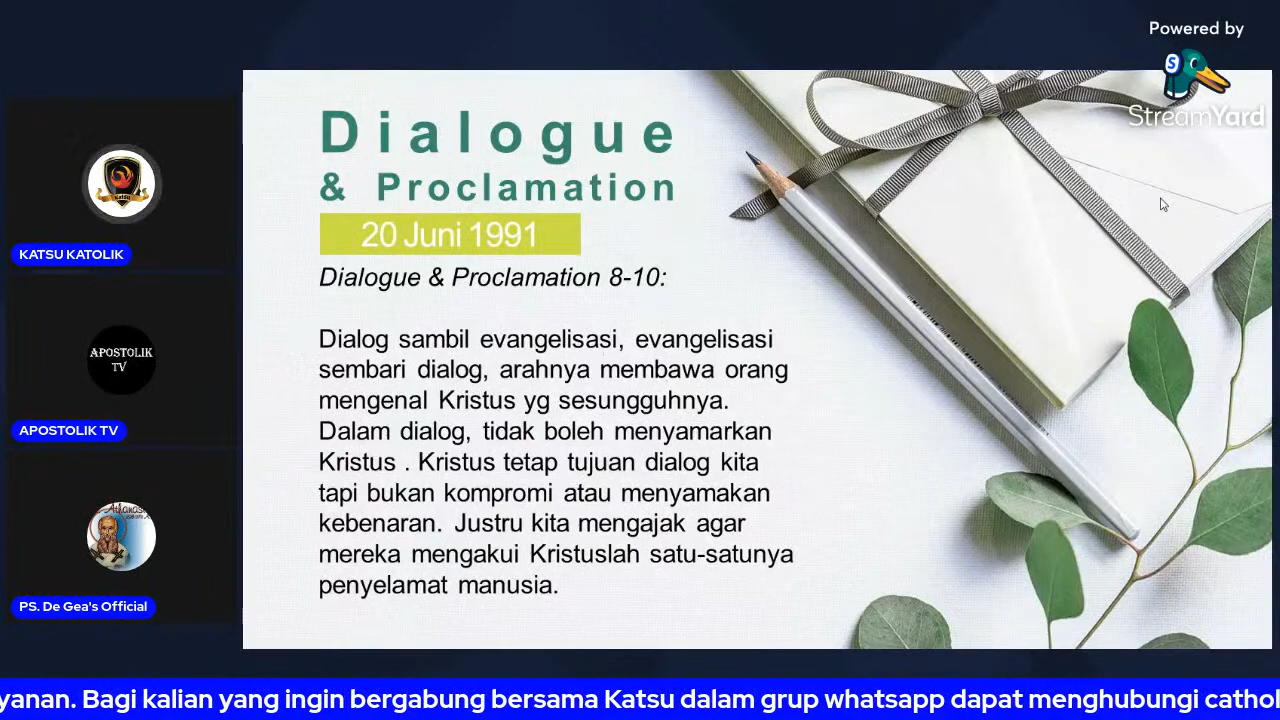 Powered by
StreamYard
Dialogue
& Proclamation
20 Juni 1991
Dialogue & Proclamation 8-10:
Dialog sambil evangelisasi, evangelisasi
sembari dialog, arahnya membawa orang
mengenal Kristus yg sesungguhnya.
Dalam dialog, tidak boleh menyamarkan
Kristus . Kristus tetap tujuan dialog kita
tapi bukan kompromi atau menyamakan
kebenaran. Justru kita mengajak agar
mereka mengakui Kristuslah satu-satunya
penyelamat manusia.
KATSU KATOLIK
APOSTOLIK
TV
APOSTOLIK TV
PS. De Gea's Official
yanan. Bagi kalian yang ingin bergabung bersama Katsu dalam grup whatsapp dapat menghubungi cathol